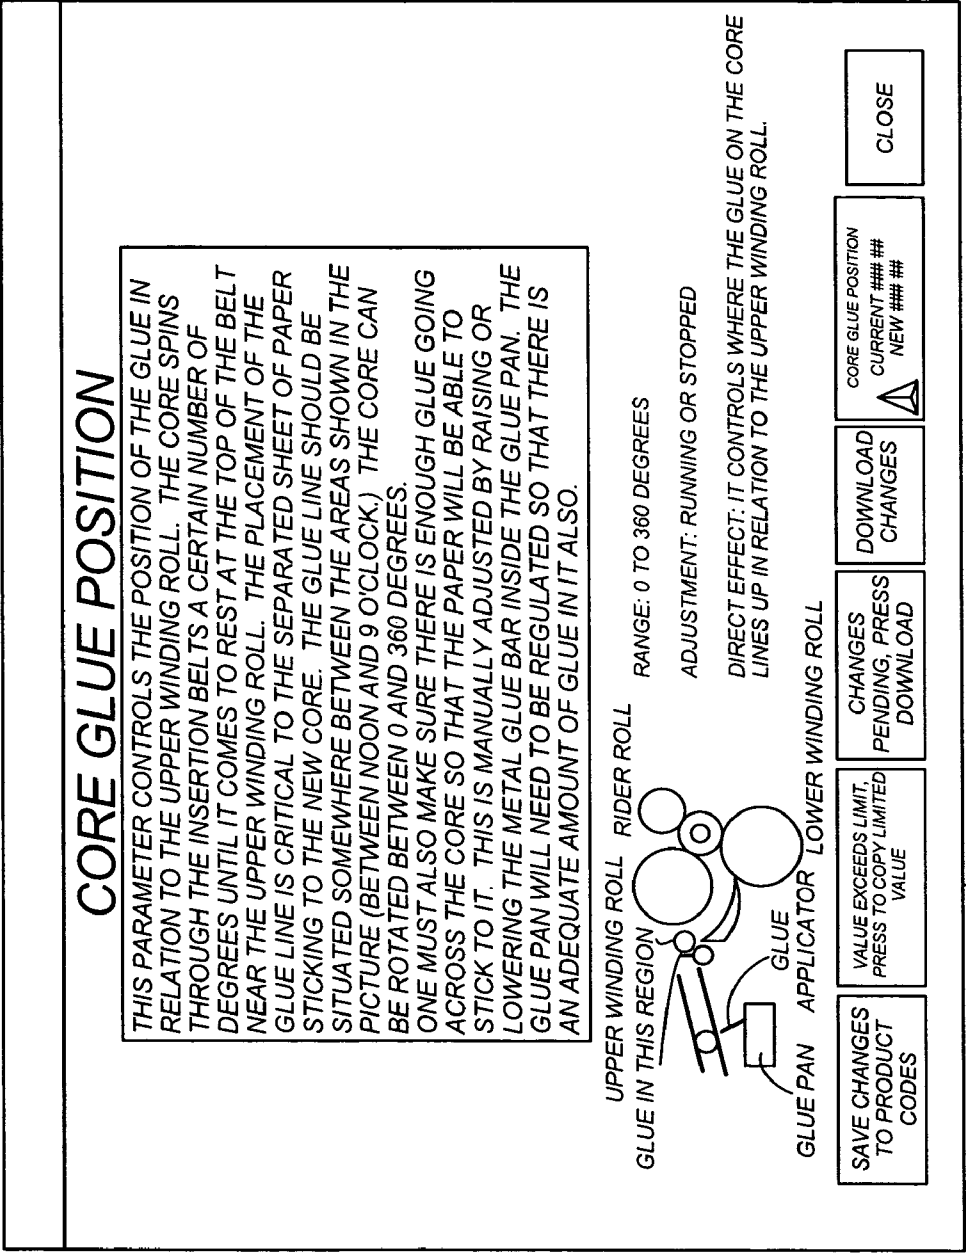 CORE GLUE POSITION
THIS PARAMETER CONTROLS THE POSITION OF THE GLUE IN
RELATION TO THE UPPER WINDING ROLL. THE CORE SPINS
THROUGH THE INSERTION BELTS A CERTAIN NUMBER OF
DEGREES UNTIL IT COMES TO REST AT THE TOP OF THE BELT
NEAR THE UPPER WINDING ROLL. THE PLACEMENT OF THE
GLUE LINE IS CRITICAL TO THE SEPARATED SHEET OF PAPER
STICKING TO THE NEW CORE. THE GLUE LINE SHOULD BE
SITUATED SOMEWHERE BETWEEN THE AREAS SHOWN IN THE
PICTURE (BETWEEN NOON AND 9 O'CLOCK,) THE CORE CAN
BE ROTATED BETWEEN 0 AND 360 DEGREES.
ONE MUST ALSO MAKE SURE THERE IS ENOUGH GLUE GOING
ACROSS THE CORE SO THAT THE PAPER WILL BE ABLE TO
STICK TO IT. THIS IS MANUALLY ADJUSTED BY RAISING OR
LOWERING THE METAL GLUE BAR INSIDE THE GLUE PAN. THE
GLUE PAN WILL NEED TO BE REGULATED SO THAT THERE IS
AN ADEQUATE AMOUNT OF GLUE IN IT ALSO.
UPPER WINDING ROLL
RIDER ROLL
GLUE IN THIS REGION
GLUE
GLUE PAN
APPLICATOR
LOWER WINDING ROLL
RANGE: 0 TO 360 DEGREES
ADJUSTMENT: RUNNING OR STOPPED
DIRECT EFFECT: IT CONTROLS WHERE THE GLUE ON THE CORE
LINES UP IN RELATION TO THE UPPER WINDING ROLL.
SAVE CHANGES
TO PRODUCT
CODES
VALUE EXCEEDS LIMIT,
PRESS TO COPY LIMITED
VALUE
CHANGES
PENDING, PRESS
DOWNLOAD
DOWNLOAD
CHANGES
CORE GLUE POSITION
CURRENT ### ##
NEW ### ##
CLOSE